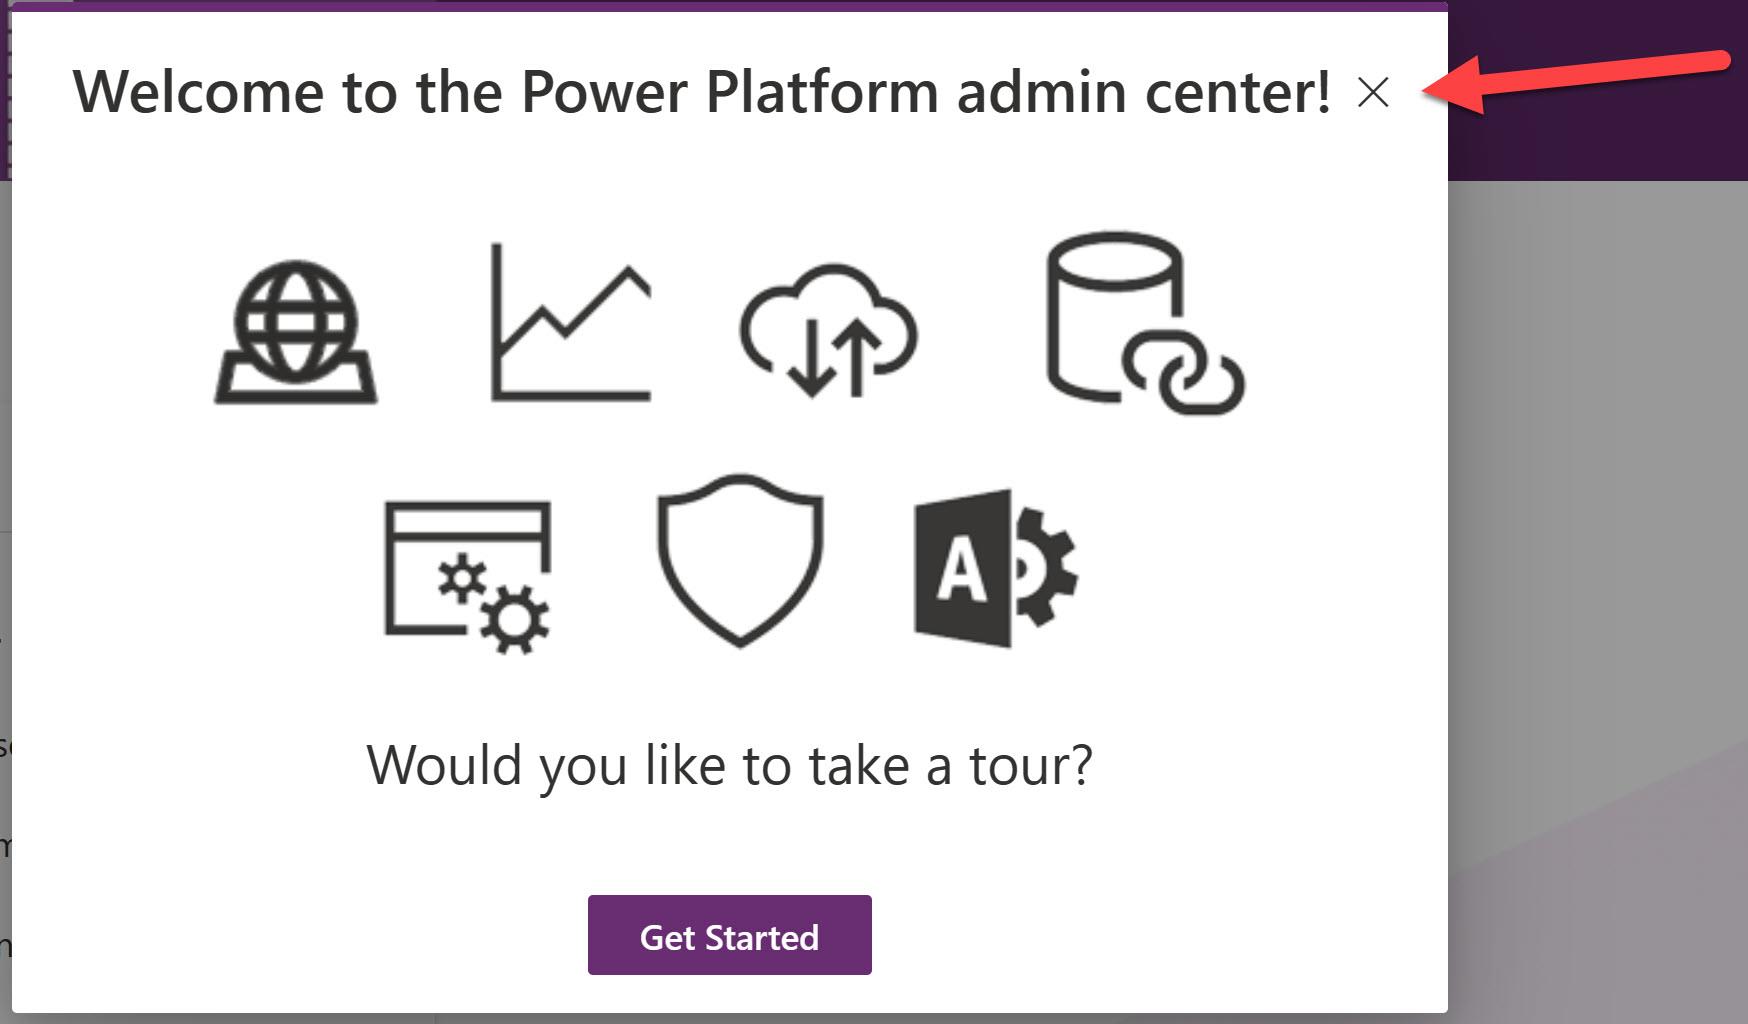 Welcome to the Power Platform admin center!
A
Would you like to take a tour?
Get Started